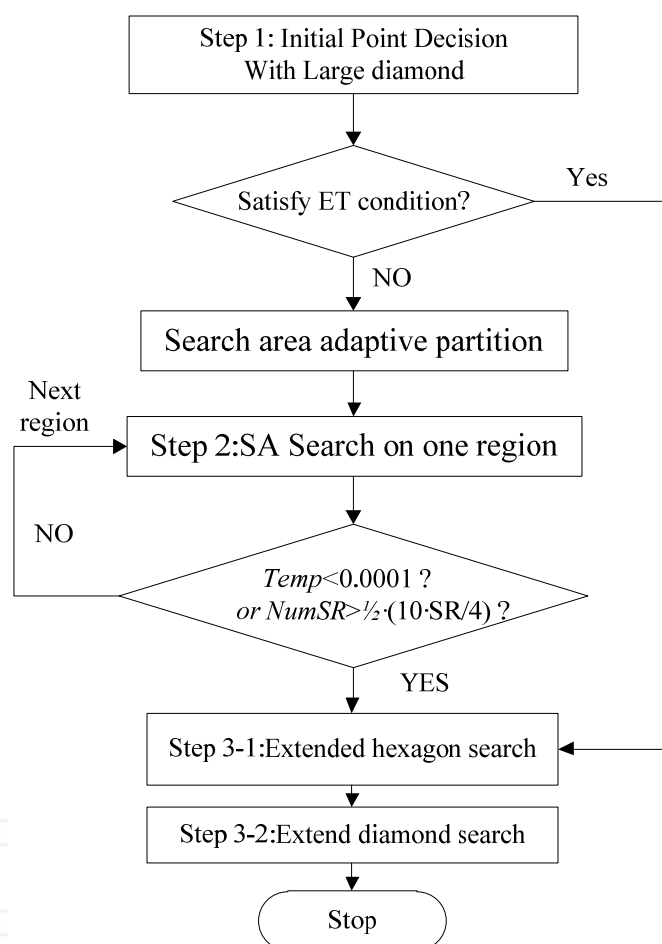 Step 1: Initial Point Decision
With Large diamond
Satisfy ET condition?
Yes
NO
Search area adaptive partition
Next
region
Step 2:SA Search on one region
NO
Temp<0.0001 ?
or NumSR>½·(10·SR/4) ?
YES
Step 3-1:Extended hexagon search
Step 3-2:Extend diamond search
Stop